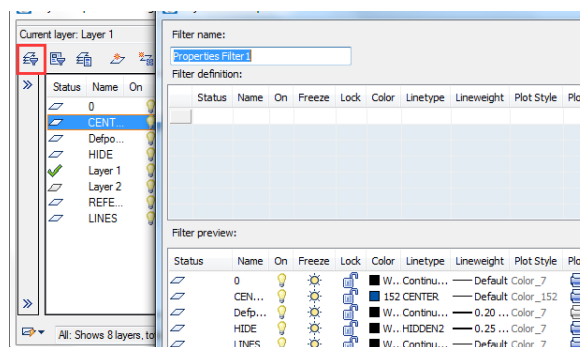 Current layer: Layer 1
Status Name On
0
CENT...
Defpo...
HIDE
Layer 1
Layer 2
REFE...
LINES
All: Shows 8 layers, to
Filter name:
Properties Filter1
Filter definition:
Status Name On Freeze Lock Color Linetype Lineweight Plot Style Plo
Filter preview:
Status Name On Freeze Lock Color Linetype Lineweight Plot Style Plo
0 W... Continu... Default Color_7
CEN... 152 CENTER Default Color_152
Defp... W... Continu... 0.20 ... Color_7
HIDE W... HIDDEN2 0.25 ... Color_7
LINES W... Continu... Default Color_7